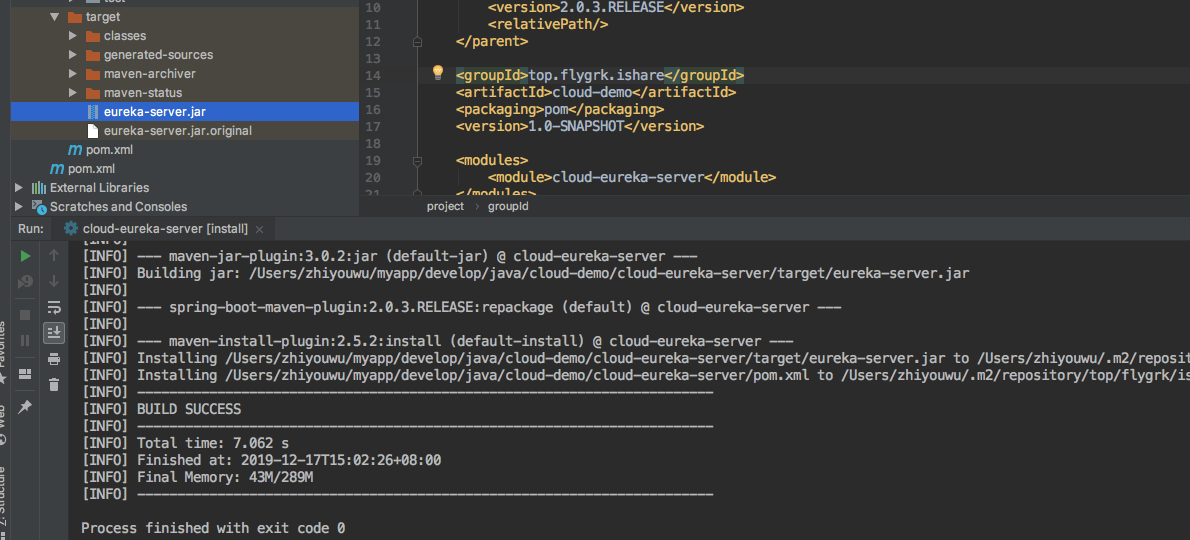 test
target
classes
generated-sources
maven-archiver
maven-status
eureka-server.jar
eureka-server.jar.original
pom.xml
pom.xml
External Libraries
Scratches and Consoles
10 <version>2.0.3.RELEASE</version>
11 <relativePath/>
12 </parent>
13
14 <groupId>top.flygrk.ishare</groupId>
15 <artifactId>cloud-demo</artifactId>
16 <packaging>pom</packaging>
17 <version>1.0-SNAPSHOT</version>
18
19 <modules>
20 <module>cloud-eureka-server</module>
21 </modules>
project › groupId
Run: cloud-eureka-server [install] ×
[INFO]
[INFO] --- maven-jar-plugin:3.0.2:jar (default-jar) @ cloud-eureka-server ---
[INFO] Building jar: /Users/zhiyouwu/myapp/develop/java/cloud-demo/cloud-eureka-server/target/eureka-server.jar
[INFO]
[INFO] --- spring-boot-maven-plugin:2.0.3.RELEASE:repackage (default) @ cloud-eureka-server ---
[INFO]
[INFO] --- maven-install-plugin:2.5.2:install (default-install) @ cloud-eureka-server ---
[INFO] Installing /Users/zhiyouwu/myapp/develop/java/cloud-demo/cloud-eureka-server/target/eureka-server.jar to /Users/zhiyouwu/.m2/reposit
[INFO] Installing /Users/zhiyouwu/myapp/develop/java/cloud-demo/cloud-eureka-server/pom.xml to /Users/zhiyouwu/.m2/repository/top/flygrk/is
[INFO] ------------------------------------------------------------------------
[INFO] BUILD SUCCESS
[INFO] ------------------------------------------------------------------------
[INFO] Total time: 7.062 s
[INFO] Finished at: 2019-12-17T15:02:26+08:00
[INFO] Final Memory: 43M/289M
[INFO] ------------------------------------------------------------------------
Process finished with exit code 0
Favorites
Web
Z: Structure